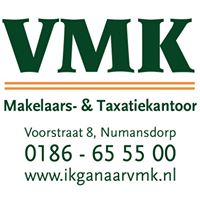 VMK
Makelaars- & Taxatiekantoor
Voorstraat 8, Numansdorp
0186 - 65 55 00
www.ikganaarvmk.nl